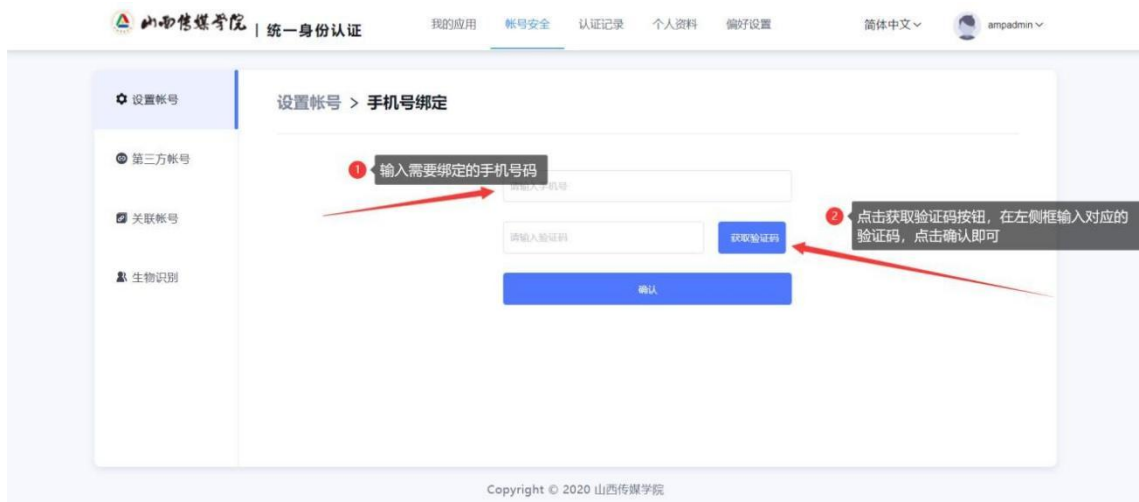 山西传媒学院 | 统一身份认证
我的应用
帐号安全
认证记录
个人资料
偏好设置
简体中文
ampadmin
设置帐号
设置帐号 > 手机号绑定
第三方帐号
1 输入需要绑定的手机号码
请输入手机号
关联帐号
2 点击获取验证码按钮，在左侧框输入对应的
验证码，点击确认即可
请输入验证码
获取验证码
生物识别
确认
Copyright © 2020 山西传媒学院